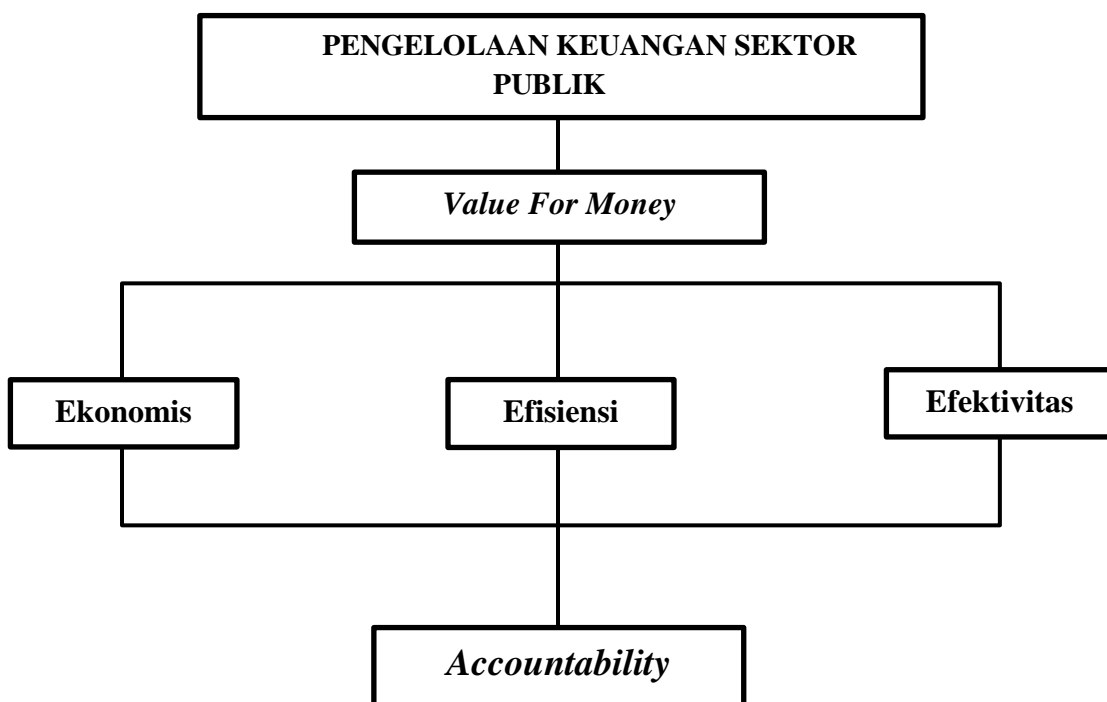 PENGELOLAAN KEUANGAN SEKTOR
PUBLIK
Value For Money
Ekonomis
Efisiensi
Efektivitas
Accountability